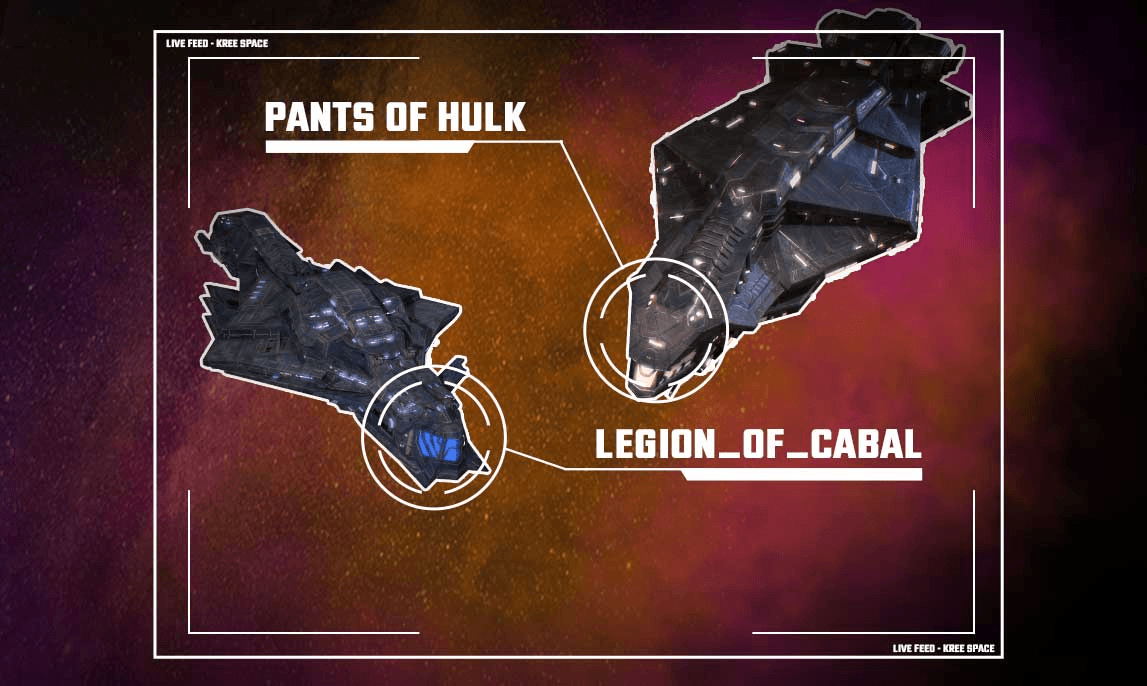 LIVE FEED - KREE SPACE
PANTS OF HULK
LEGION_OF_CABAL
LIVE FEED - KREE SPACE